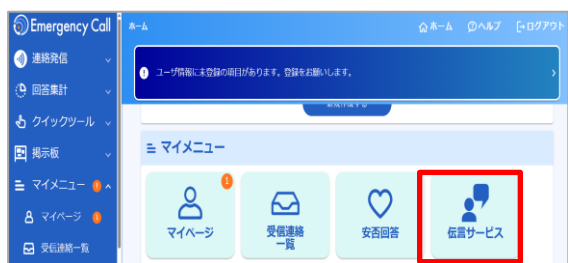 Emergency Call
連絡発信
回答集計
クイックツール
掲示板
マイメニュー
マイページ 1
受信連絡一覧
ホーム
ホーム ヘルプ ログアウト
ユーザ情報に未登録の項目があります。登録をお願いします。
マイメニュー
1
マイページ
受信連絡
一覧
安否回答
伝言サービス